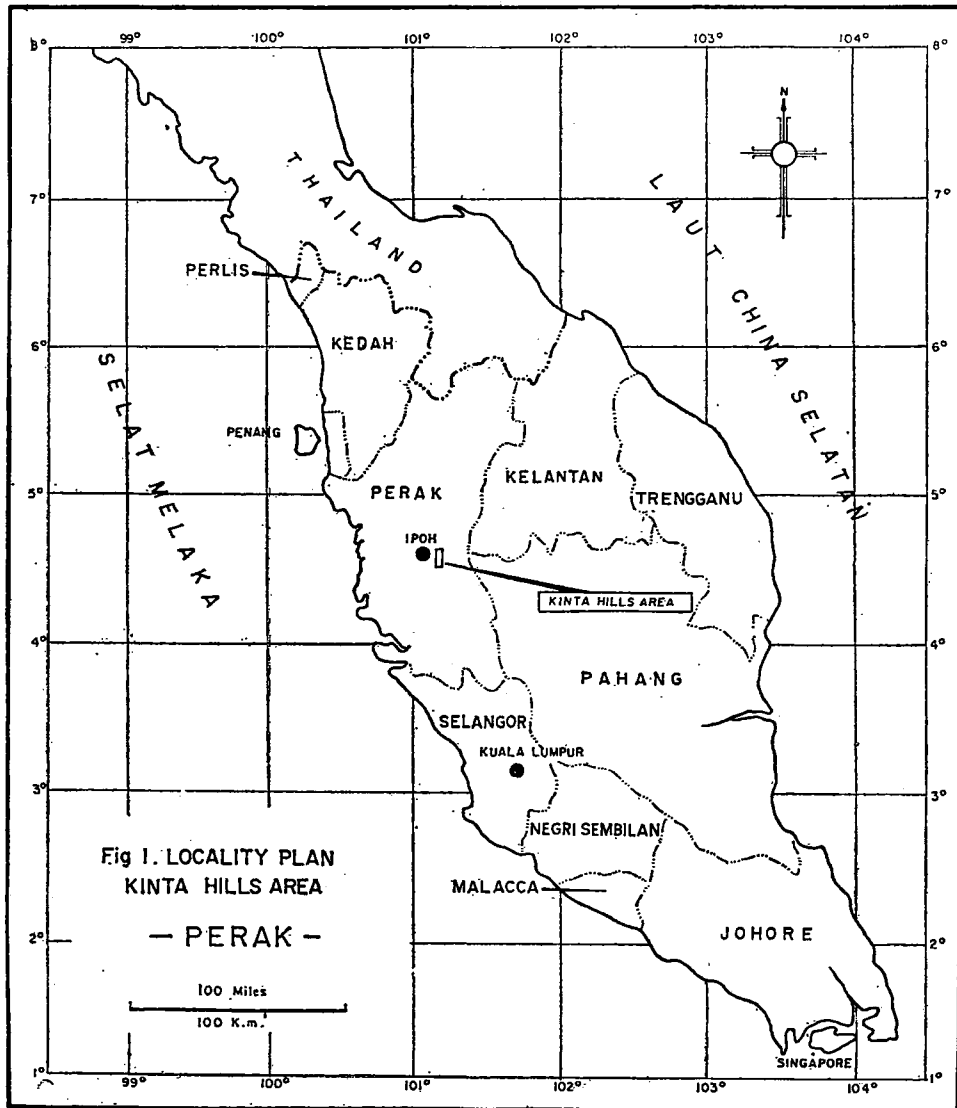 99° 100° 101° 102° 103° 104°
8° 8°
N
THAILAND
LAUT CHINA SELATAN
7° 7°
PERLIS
KEDAH
6° 6°
SELAT MELAKA
PENANG
PERAK
KELANTAN
TRENGGANU
5° 5°
IPOH
KINTA HILLS AREA
4° 4°
PAHANG
SELANGOR
KUALA LUMPUR
3° 3°
NEGRI SEMBILAN
Fig 1. LOCALITY PLAN
KINTA HILLS AREA
MALACCA
— PERAK —
JOHORE
2° 2°
100 Miles
100 K.m.
SINGAPORE
1° 1°
99° 100° 101° 102° 103° 104°